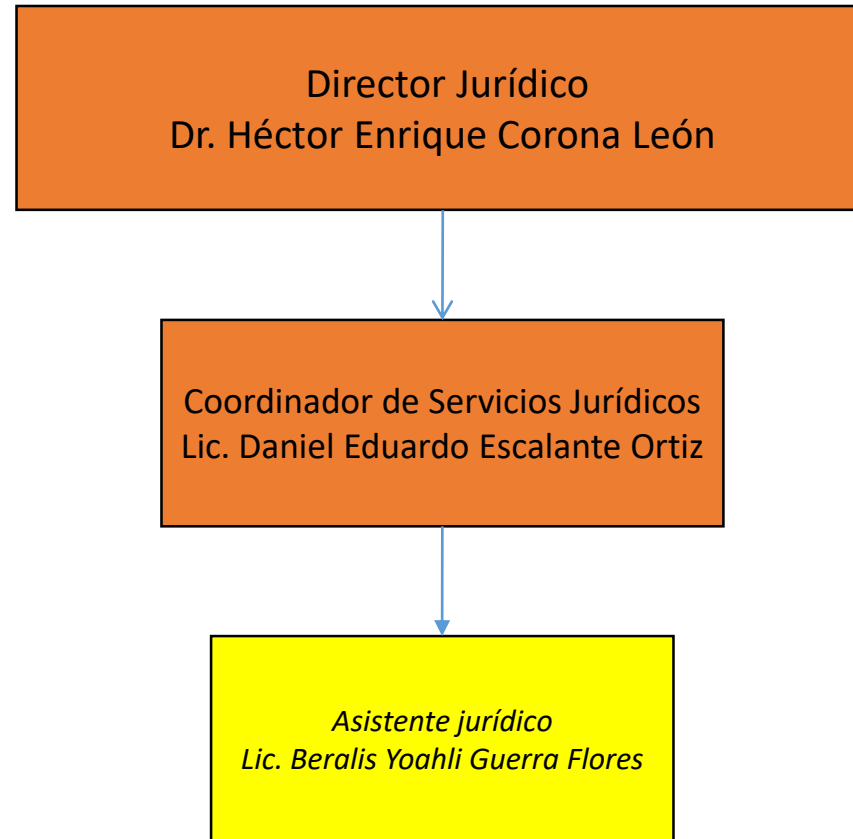 Director Jurídico
Dr. Héctor Enrique Corona León
Coordinador de Servicios Jurídicos
Lic. Daniel Eduardo Escalante Ortiz
Asistente jurídico
Lic. Beralis Yoahli Guerra Flores